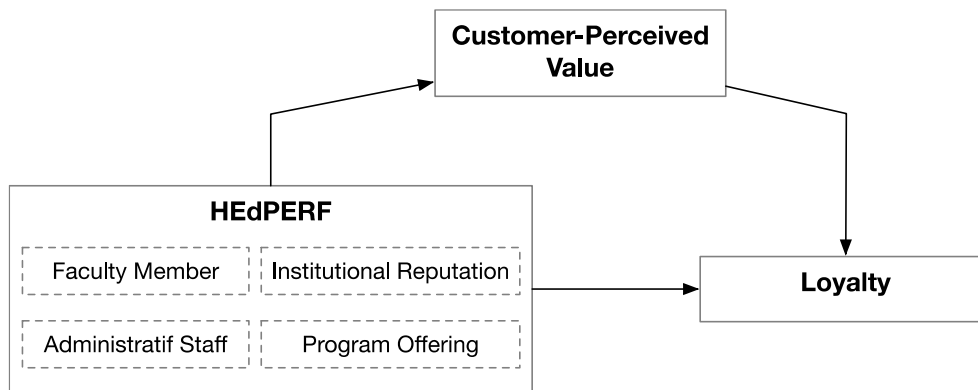 Customer-Perceived
Value
HEdPERF
Faculty Member
Institutional Reputation
Administratif Staff
Program Offering
Loyalty